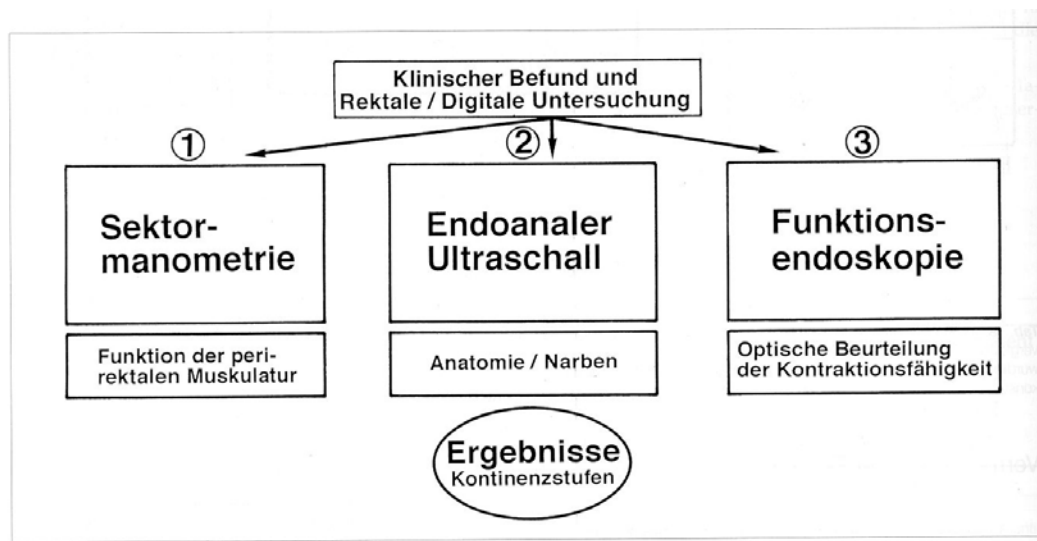 Klinischer Befund und
Rektale / Digitale Untersuchung
①
②
③
Sektor-
manometrie
Endoanaler
Ultraschall
Funktions-
endoskopie
Funktion der peri-
rektalen Muskulatur
Anatomie / Narben
Optische Beurteilung
der Kontraktionsfähigkeit
Ergebnisse
Kontinenzstufen